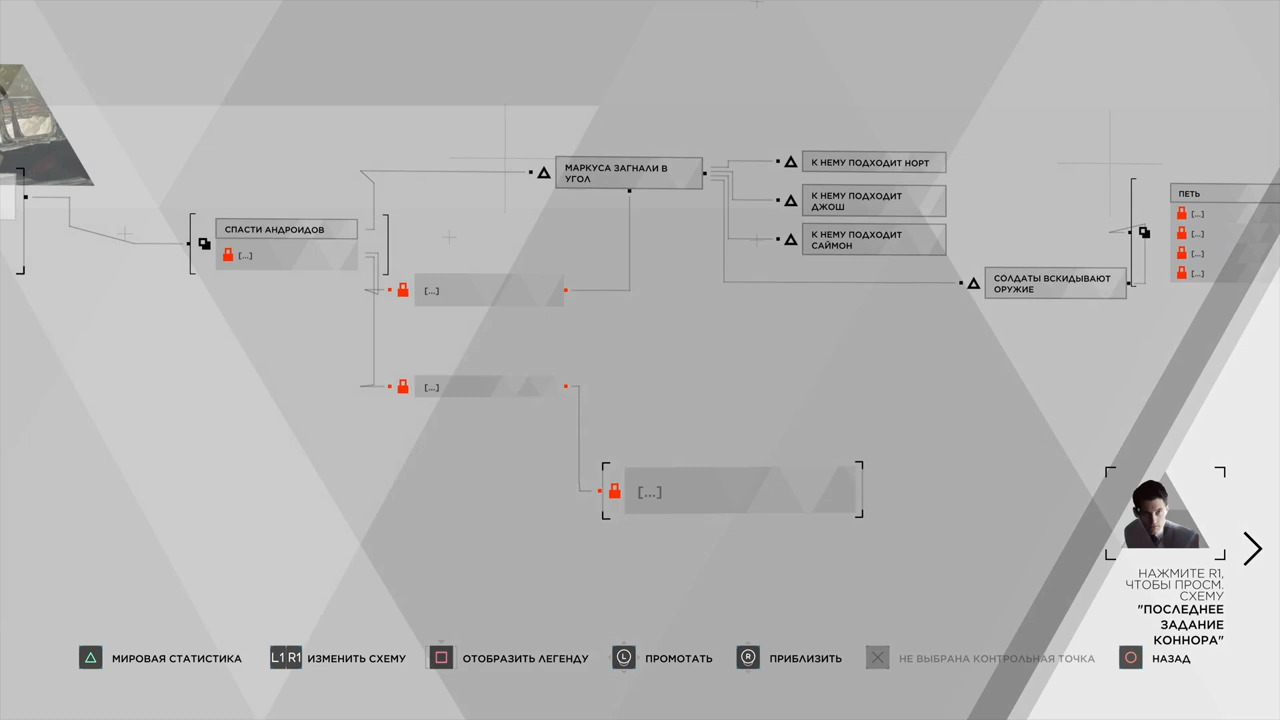 МАРКУСА ЗАГНАЛИ В
УГОЛ
К НЕМУ ПОДХОДИТ НОРТ
К НЕМУ ПОДХОДИТ
ДЖОШ
К НЕМУ ПОДХОДИТ
САЙМОН
СПАСТИ АНДРОИДОВ
[...]
[...]
[...]
[...]
СОЛДАТЫ ВСКИДЫВАЮТ
ОРУЖИЕ
ПЕТЬ
[...]
[...]
[...]
[...]
НАЖМИТЕ R1,
ЧТОБЫ ПРОСМ.
СХЕМУ
"ПОСЛЕДНЕЕ
ЗАДАНИЕ
КОННОРА"
МИРОВАЯ СТАТИСТИКА
L1 R1 ИЗМЕНИТЬ СХЕМУ
ОТОБРАЗИТЬ ЛЕГЕНДУ
L ПРОМОТАТЬ
R ПРИБЛИЗИТЬ
НЕ ВЫБРАНА КОНТРОЛЬНАЯ ТОЧКА
НАЗАД